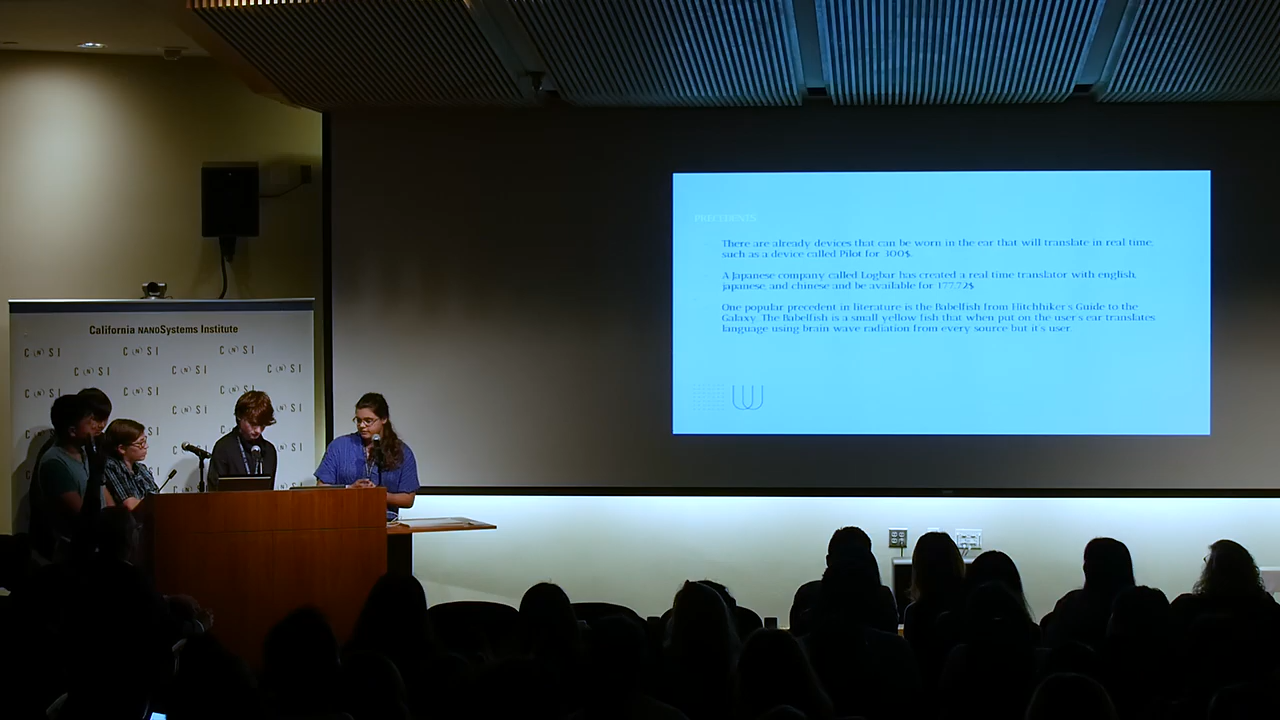 PRECEDENTS
There are already devices that can be worn in the ear that will translate in real time,
such as a device called Pilot for 300$.
A Japanese company called Logbar has created a real time translator with english,
japanese, and chinese and be available for 177.72$
One popular precedent in literature is the Babelfish from Hitchhiker's Guide to the
Galaxy. The Babelfish is a small yellow fish that when put on the user's ear translates
language using brain wave radiation from every source but it's user.
California NANOSystems Institute
C (N) S I C (N) S I C (N) S I
C (N) S I C (N) S I C (N) S I
C (N) S I C (N) S I C (N) S I
C (N) S I